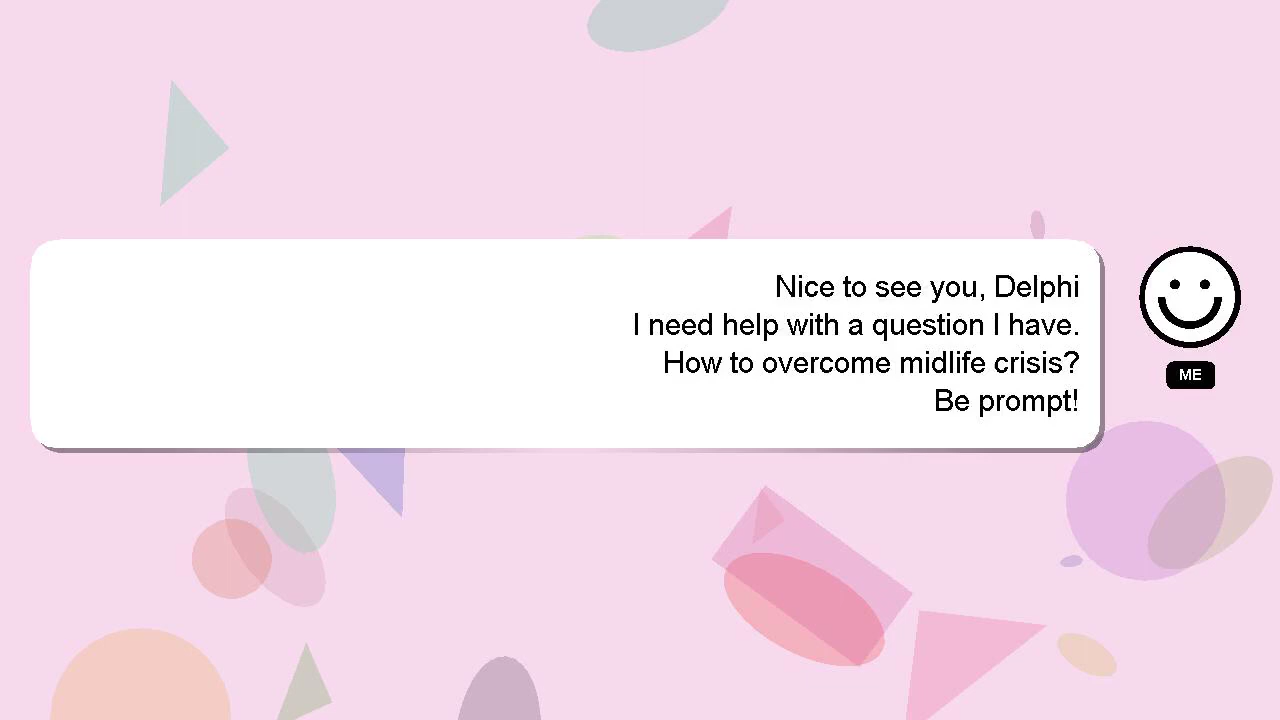 Nice to see you, Delphi
I need help with a question I have.
How to overcome midlife crisis?
Be prompt!
ME